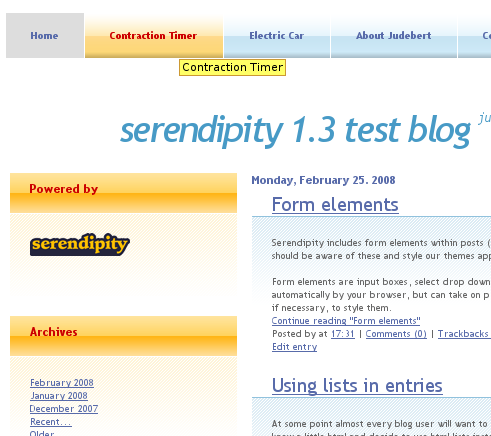 Home Contraction Timer Electric Car About Judebert
Contraction Timer
serendipity 1.3 test blog
Powered by
serendipity
Archives
February 2008
January 2008
December 2007
Recent...
Older...
Monday, February 25. 2008
Form elements
Serendipity includes form elements within posts (
should be aware of these and style our themes app
Form elements are input boxes, select drop down
automatically by your browser, but can take on p
if necessary, to style them.
Continue reading "Form elements"
Posted by at 17:31 | Comments (0) | Trackbacks
Edit entry
Using lists in entries
At some point almost every blog user will want to